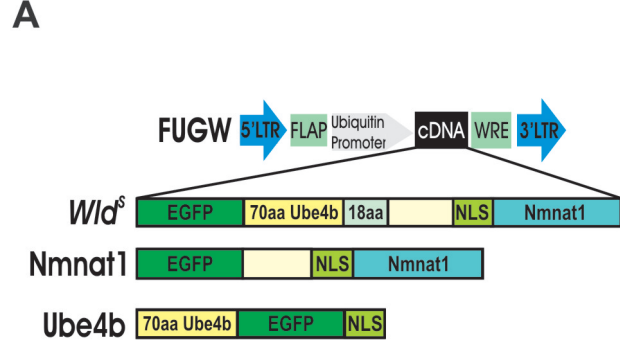 A
FUGW 5'LTR FLAP Ubiquitin Promoter cDNA WRE 3'LTR
Wldˢ EGFP 70aa Ube4b 18aa NLS Nmnat1
Nmnat1 EGFP NLS Nmnat1
Ube4b 70aa Ube4b EGFP NLS